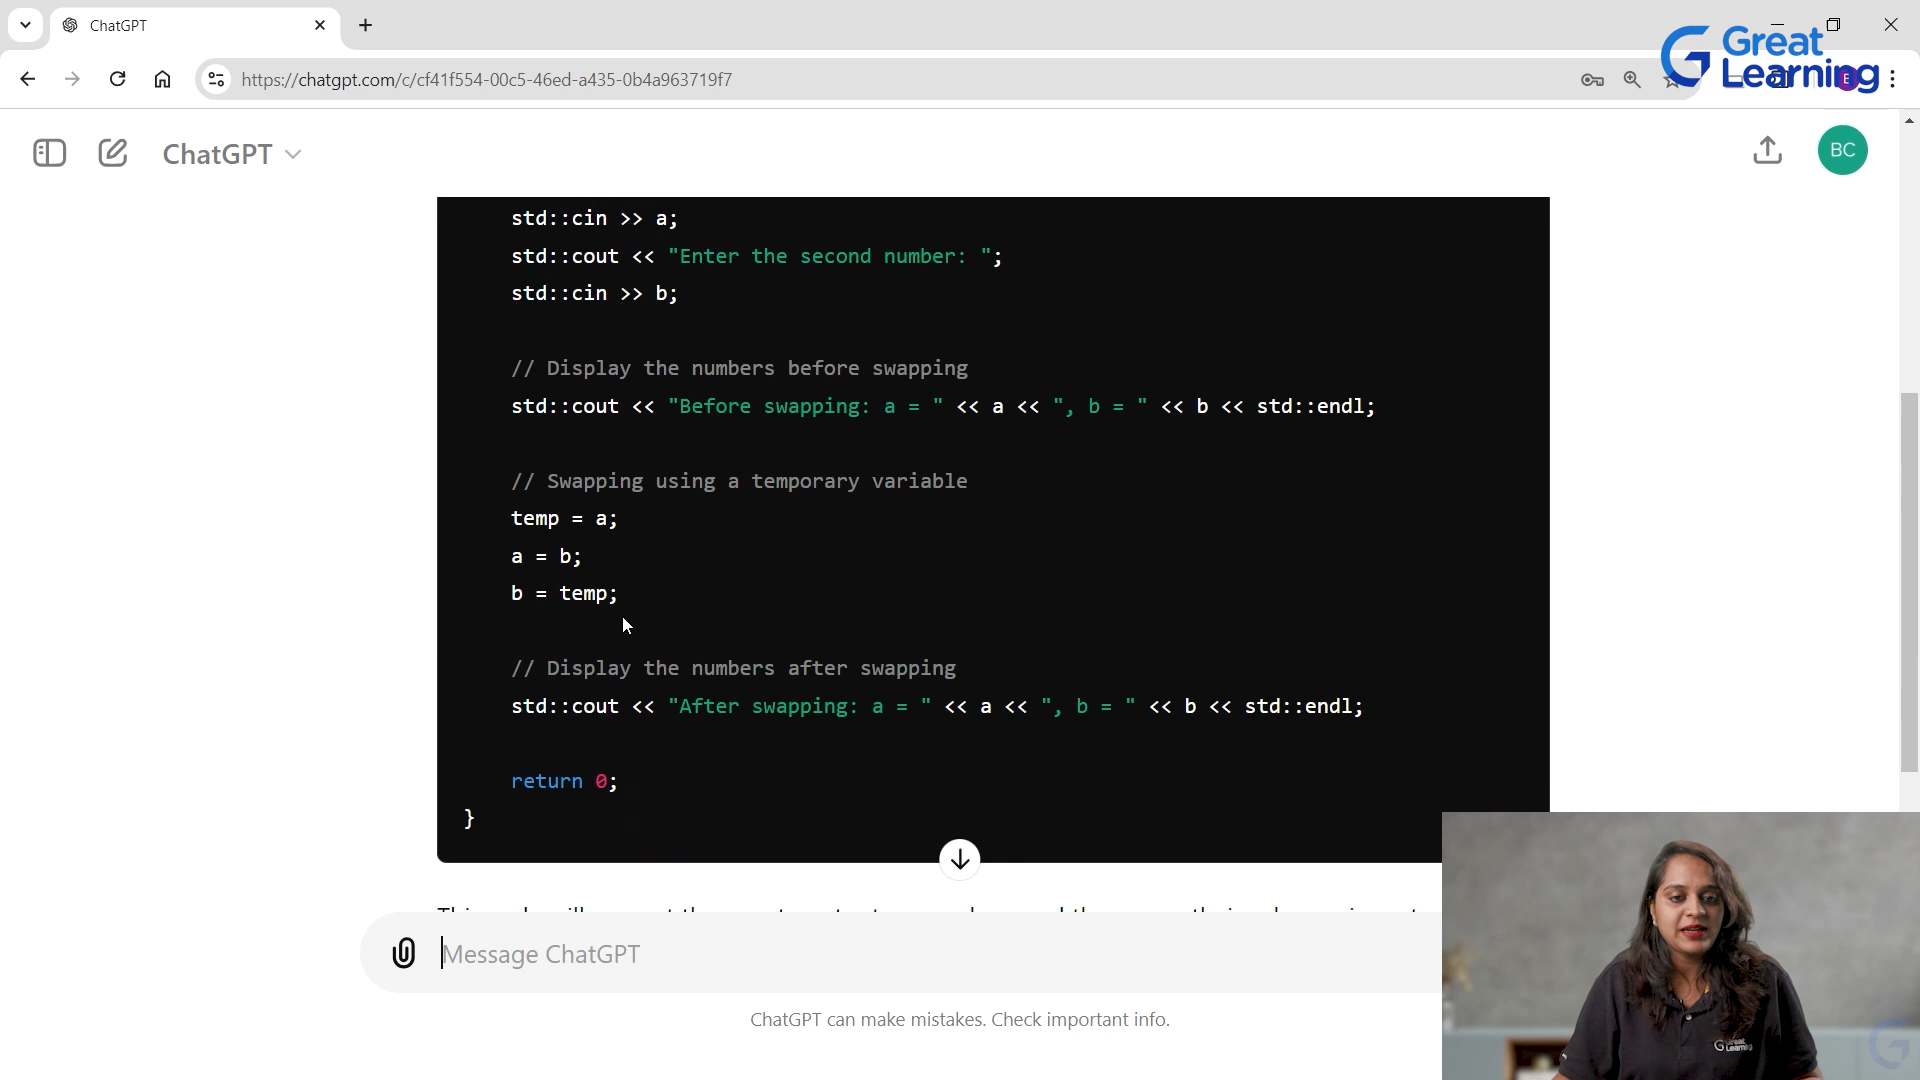 ChatGPT
Great
Learning
https://chatgpt.com/c/cf41f554-00c5-46ed-a435-0b4a963719f7
ChatGPT
BC
std::cin >> a;
std::cout << "Enter the second number: ";
std::cin >> b;
// Display the numbers before swapping
std::cout << "Before swapping: a = " << a << ", b = " << b << std::endl;
// Swapping using a temporary variable
temp = a;
a = b;
b = temp;
// Display the numbers after swapping
std::cout << "After swapping: a = " << a << ", b = " << b << std::endl;
return 0;
}
Message ChatGPT
ChatGPT can make mistakes. Check important info.
Great
Learning